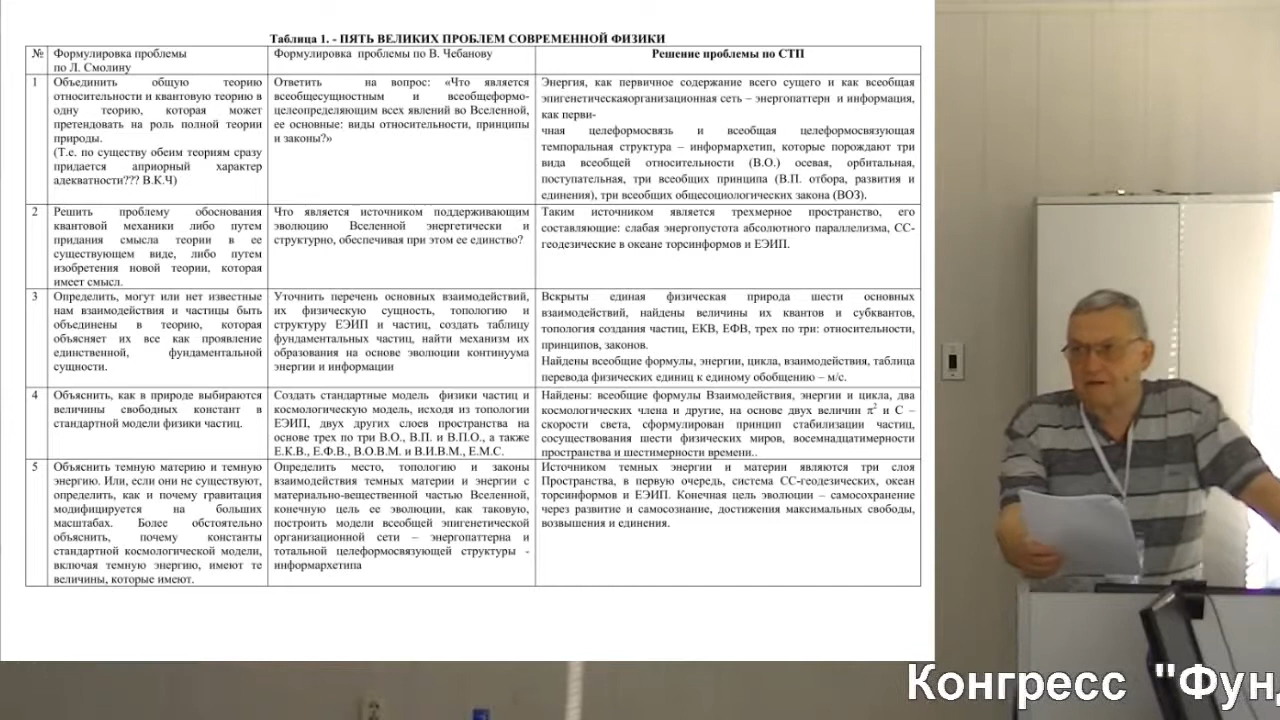 Таблица 1. - ПЯТЬ ВЕЛИКИХ ПРОБЛЕМ СОВРЕМЕННОЙ ФИЗИКИ
№
Формулировка проблемы
по Л. Смолину
Формулировка проблемы по В. Чебанову
Решение проблемы по СТП
1
Объединить общую теорию
относительности и квантовую теорию в
одну теорию, которая может
претендовать на роль полной теории
природы.
(Т.е. по существу обеим теориям сразу
придается априорный характер
адекватности??? В.К.Ч)
Ответить на вопрос: «Что является
всеобщесущностным и всеобщеформо-
целеопределяющим всех явлений во Вселенной,
ее основные: виды относительности, принципы
и законы?»
Энергия, как первичное содержание всего сущего и как всеобщая
эпигенетическаяорганизационная сеть – энергопаттерн и информация,
как перви-
чная целеформосвязь и всеобщая целеформосвязующая
темпоральная структура – информархетип, которые порождают три
вида всеобщей относительности (В.О.) осевая, орбитальная,
поступательная, три всеобщих принципа (В.П. отбора, развития и
единения), три всеобщих общесоциологических закона (ВОЗ).
2
Решить проблему обоснования
квантовой механики либо путем
придания смысла теории в ее
существующем виде, либо путем
изобретения новой теории, которая
имеет смысл.
Что является источником поддерживающим
эволюцию Вселенной энергетически и
структурно, обеспечивая при этом ее единство?
Таким источником является трехмерное пространство, его
составляющие: слабая энергопустота абсолютного параллелизма, СС-
геодезические в океане торсинформов и ЕЭИП.
3
Определить, могут или нет известные
нам взаимодействия и частицы быть
объединены в теорию, которая
объясняет их все как проявление
единственной, фундаментальной
сущности.
Уточнить перечень основных взаимодействий,
их физическую сущность, топологию и
структуру ЕЭИП и частиц, создать таблицу
фундаментальных частиц, найти механизм их
образования на основе эволюции континуума
энергии и информации
Вскрыты единая физическая природа шести основных
взаимодействий, найдены величины их квантов и субквантов,
топология создания частиц, ЕКВ, ЕФВ, трех по три: относительности,
принципов, законов.
Найдены всеобщие формулы, энергии, цикла, взаимодействия, таблица
перевода физических единиц к единому обобщению – м/с.
4
Объяснить, как в природе выбираются
величины свободных констант в
стандартной модели физики частиц.
Создать стандартные модель физики частиц и
космологическую модель, исходя из топологии
ЕЭИП, двух других слоев пространства на
основе трех по три В.О., В.П. и В.П.О., а также
Е.К.В., Е.Ф.В., В.О.В.М. и В.И.В.М., Е.М.С.
Найдены: всеобщие формулы Взаимодействия, энергии и цикла, два
космологических члена и другие, на основе двух величин π² и С –
скорости света, сформулирован принцип стабилизации частиц,
сосуществования шести физических миров, восемнадцатимерности
пространства и шестимерности времени..
5
Объяснить темную материю и темную
энергию. Или, если они не существуют,
определить, как и почему гравитация
модифицируется на больших
масштабах. Более обстоятельно
объяснить, почему константы
стандартной космологической модели,
включая темную энергию, имеют те
величины, которые имеют.
Определить место, топологию и законы
взаимодействия темных материи и энергии с
материально-вещественной частью Вселенной,
конечную цель ее эволюции, как таковую,
построить модели всеобщей эпигенетической
организационной сети – энергопаттерна и
тотальной целеформосвязующей структуры -
информархетипа
Источником темных энергии и материи являются три слоя
Пространства, в первую очередь, система СС-геодезических, океан
торсинформов и ЕЭИП. Конечная цель эволюции – самосохранение
через развитие и самосознание, достижения максимальных свободы,
возвышения и единения.
Конгресс "Фунд